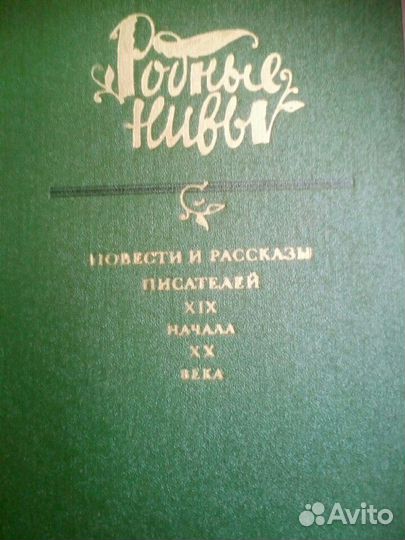 Родные
нивы
ПОВЕСТИ И РАССКАЗЫ
ПИСАТЕЛЕЙ
XIX
НАЧАЛА
XX
ВЕКА
Avito